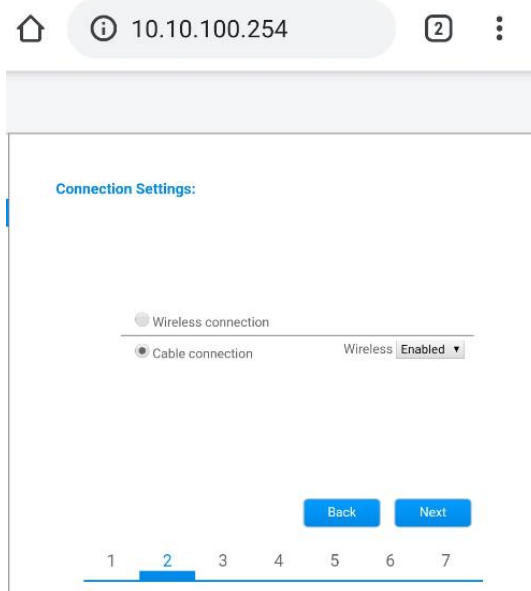 10.10.100.254
2
Connection Settings:
Wireless connection
Cable connection Wireless Enabled
Back Next
1 2 3 4 5 6 7